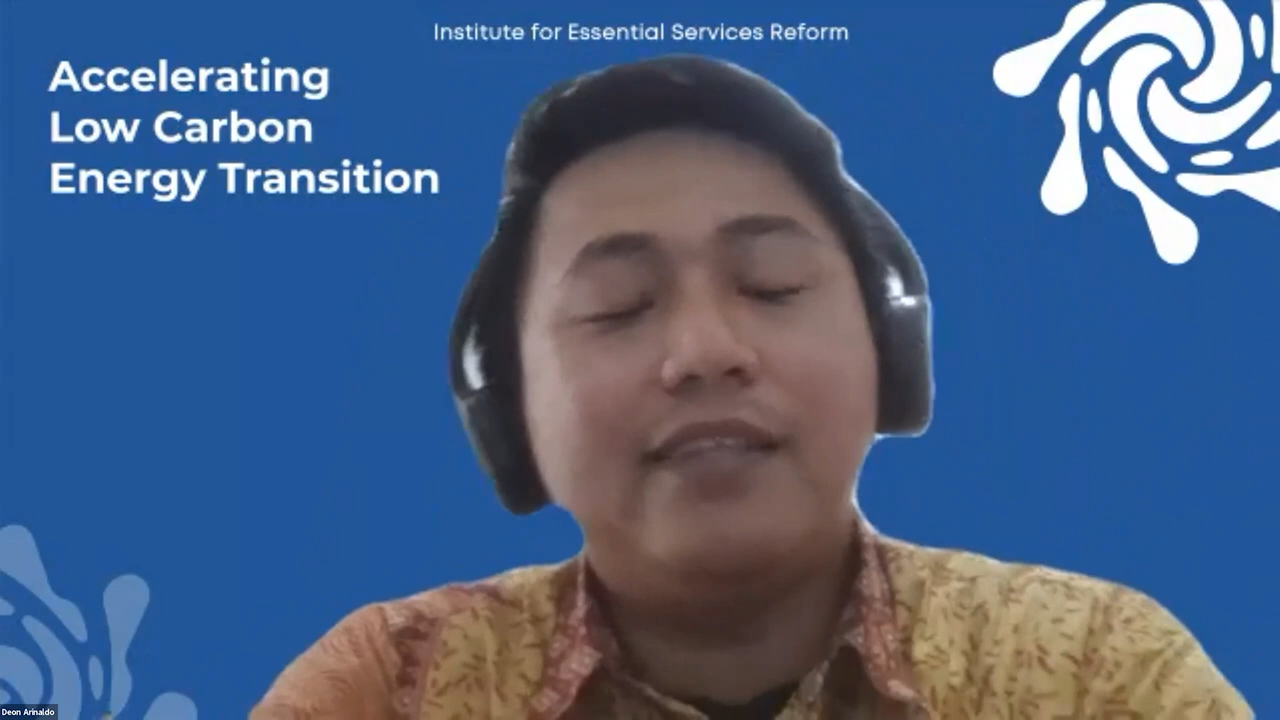 Institute for Essential Services Reform
Accelerating
Low Carbon
Energy Transition
Deon Arinaldo